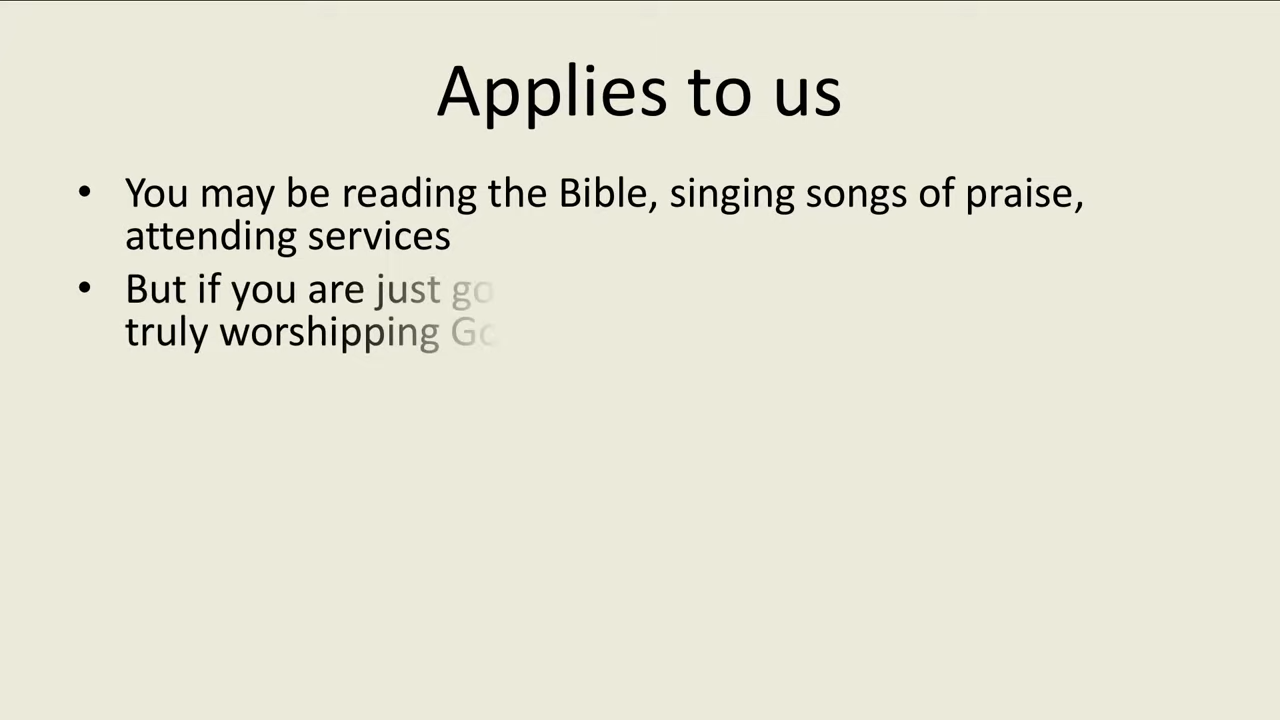 Applies to us
• You may be reading the Bible, singing songs of praise,
attending services
• But if you are just
truly worshipping